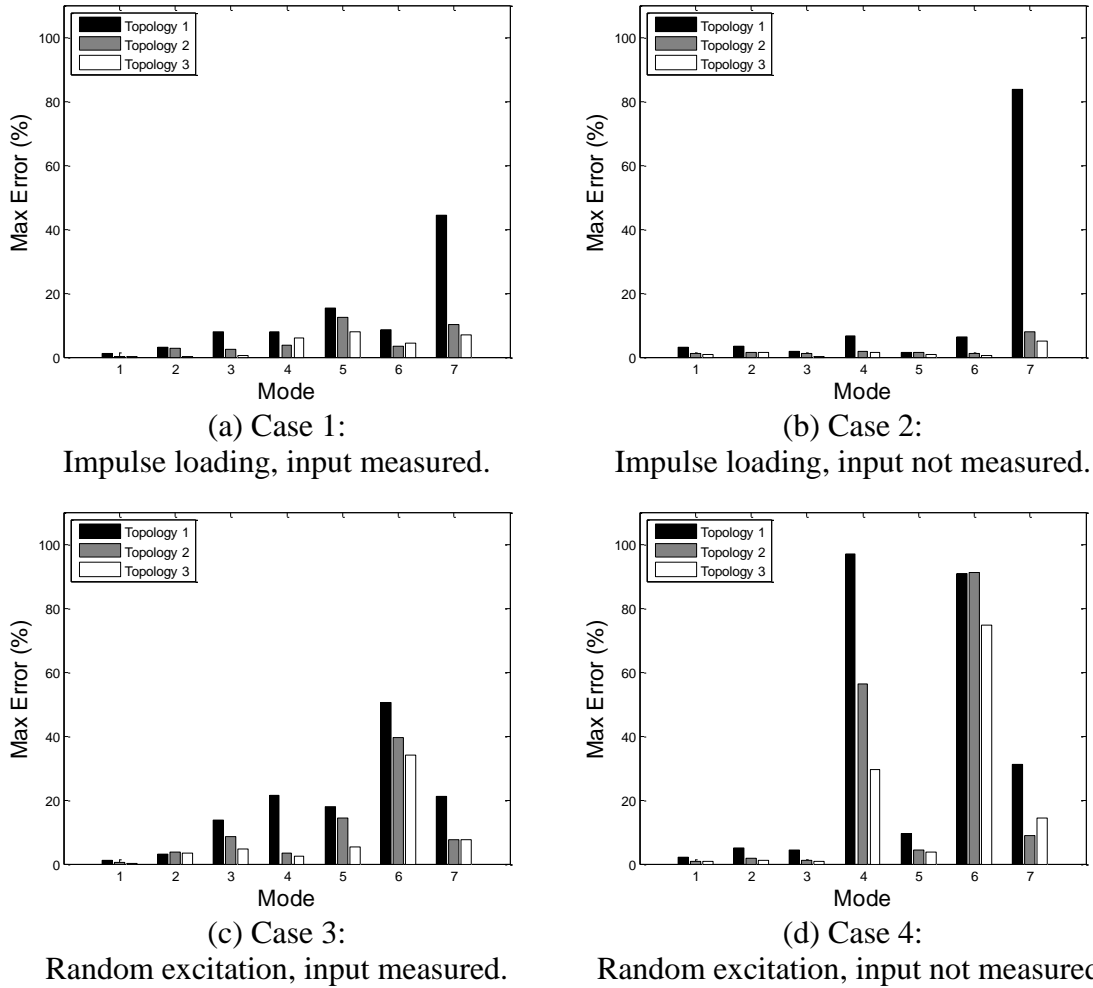 Topology 1
Topology 2
Topology 3
100
80
60
40
20
0
Max Error (%)
1 2 3 4 5 6 7
Mode
(a) Case 1:
Impulse loading, input measured.
Topology 1
Topology 2
Topology 3
100
80
60
40
20
0
Max Error (%)
1 2 3 4 5 6 7
Mode
(b) Case 2:
Impulse loading, input not measured.
Topology 1
Topology 2
Topology 3
100
80
60
40
20
0
Max Error (%)
1 2 3 4 5 6 7
Mode
(c) Case 3:
Random excitation, input measured.
Topology 1
Topology 2
Topology 3
100
80
60
40
20
0
Max Error (%)
1 2 3 4 5 6 7
Mode
(d) Case 4:
Random excitation, input not measured